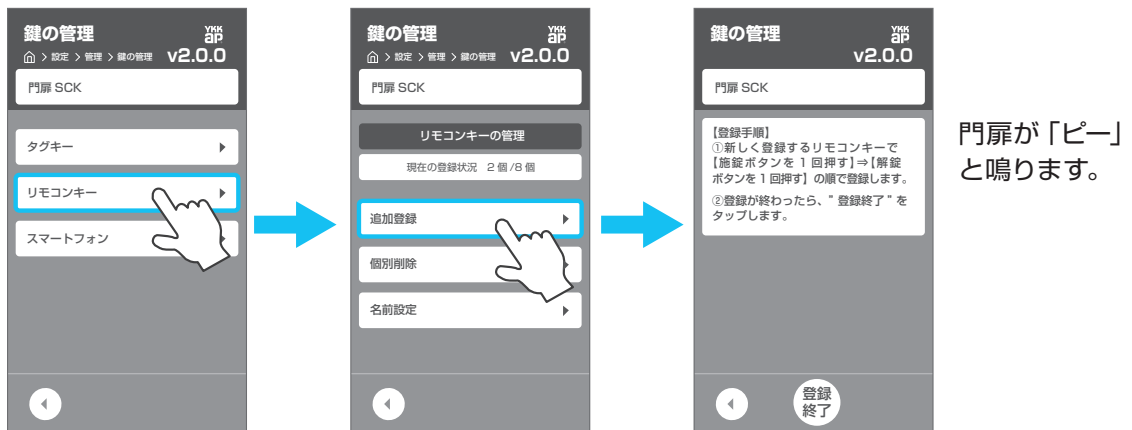 鍵の管理
YKK
ap
設定 > 管理 > 鍵の管理 v2.0.0
門扉 SCK
タグキー
リモコンキー
スマートフォン
鍵の管理
YKK
ap
設定 > 管理 > 鍵の管理 v2.0.0
門扉 SCK
リモコンキーの管理
現在の登録状況 2 個 /8 個
追加登録
個別削除
名前設定
鍵の管理
YKK
ap
v2.0.0
門扉 SCK
【登録手順】
①新しく登録するリモコンキーで
【施錠ボタンを 1 回押す】⇒【解錠
ボタンを 1 回押す】の順で登録します。
②登録が終わったら、" 登録終了 " を
タップします。
登録
終了
門扉が「ピー」
と鳴ります。